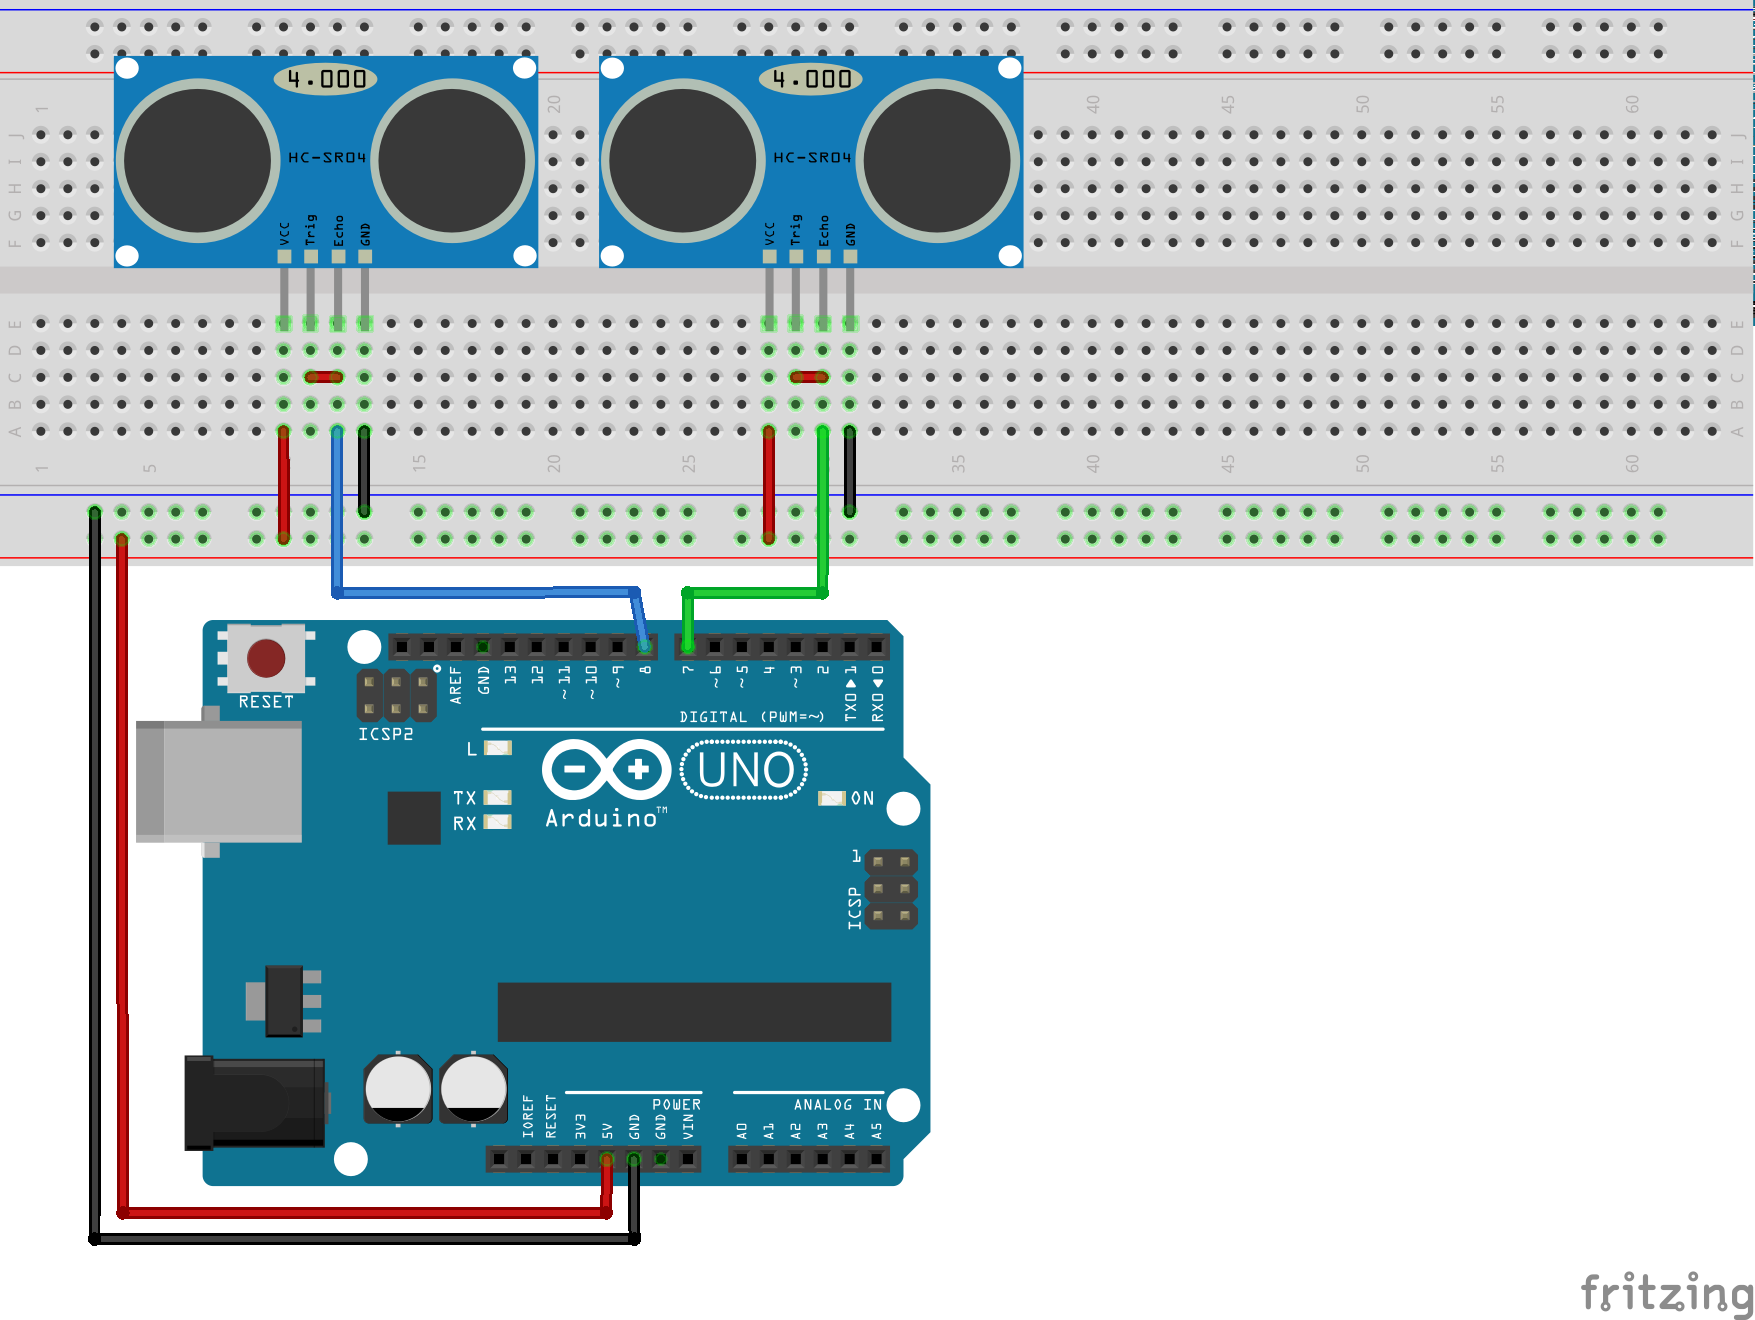 4.000 4.000
1 20 40 45 50 55 60
J J
I HC-SR04 HC-SR04 I
H H
G G
F VCC Trig Echo GND VCC Trig Echo GND F
E E
D D
C C
B B
A A
1 5 15 20 25 35 40 45 50 55 60
RESET
AREF GND 13 12 ~11 ~10 ~9 8 7 ~6 ~5 4 ~3 2 TX0▶1 RX0◀0
DIGITAL (PWM=~)
ICSP2
L
UNO
TX
RX
Arduino™
ON
1
ICSP
POWER
ANALOG IN
IOREF RESET 3V3 5V GND GND VIN A0 A1 A2 A3 A4 A5
fritzing